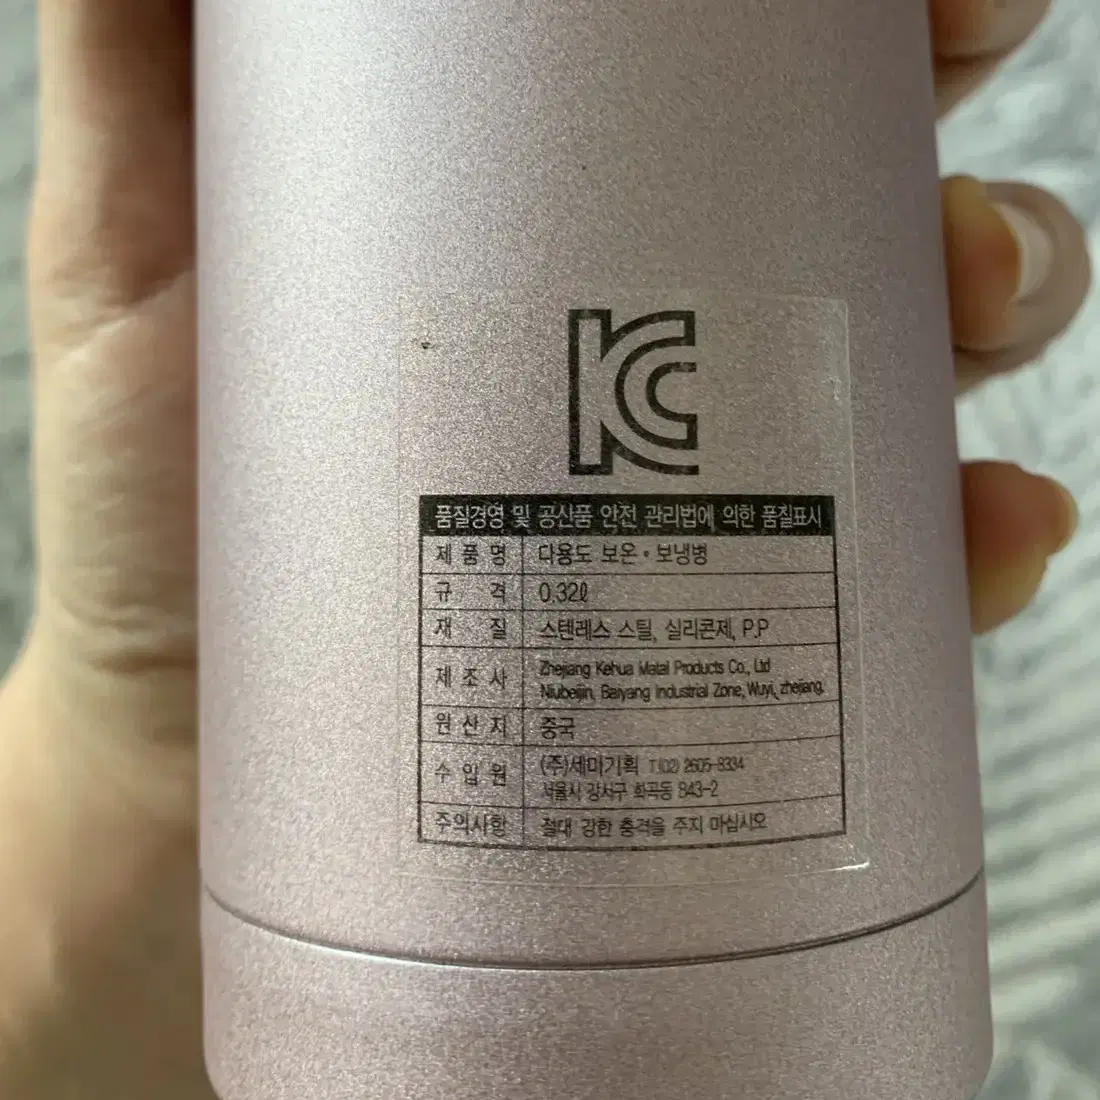 KC
품질경영 및 공산품 안전 관리법에 의한 품질표시
제 품 명 다용도 보온·보냉병
규 격 0.32ℓ
재 질 스텐레스 스틸, 실리콘제, P.P
제 조 사 Zhejiang Kehua Matal Products Co., Ltd
Niubeijin, Baiyang Industrial Zone, Wuyi, zhejiang.
원 산 지 중국
수 입 원 (주)세미기획 T.(02) 2605-8334
서울시 강서구 화곡동 843-2
주의사항 절대 강한 충격을 주지 마십시오